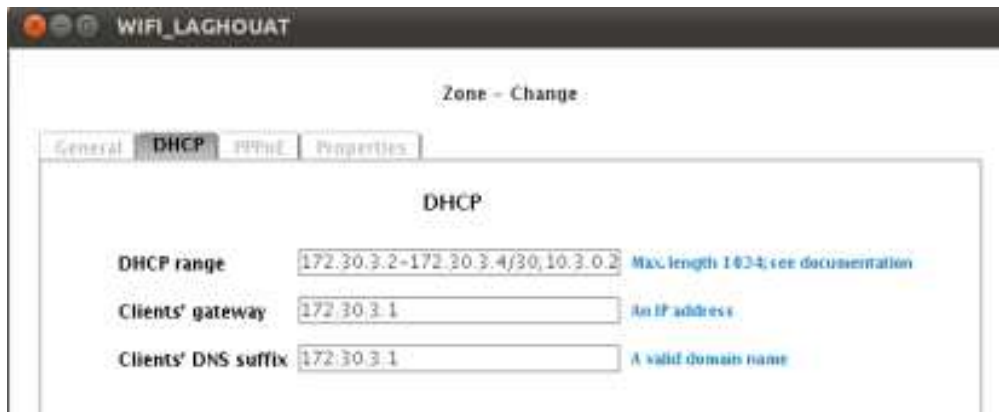 WIFI_LAGHOUAT
Zone - Change
General DHCP PPPoE Properties
DHCP
DHCP range 172.30.3.2-172.30.3.4/30;10.3.0.2 Max. length 1024; see documentation
Clients' gateway 172.30.3.1 An IP address
Clients' DNS suffix 172.30.3.1 A valid domain name